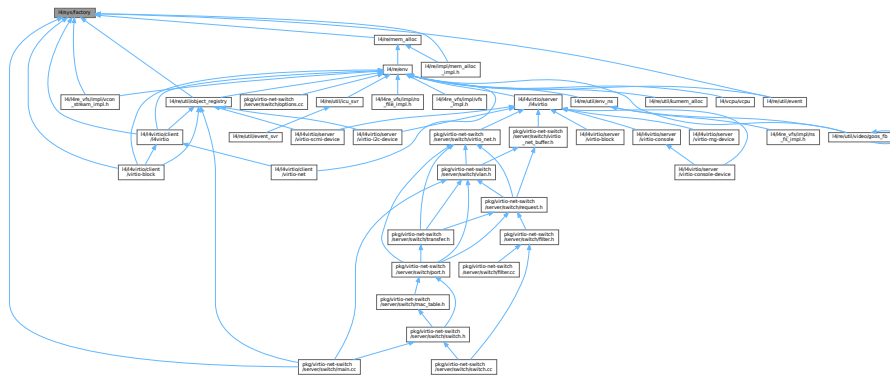 l4/sys/factory
l4/re/mem_alloc
l4/re/impl/mem_alloc
_impl.h
l4/re/env
l4/l4re_vfs/impl/vcon
_stream_impl.h
l4/re/util/object_registry
pkg/virtio-net-switch
/server/switch/options.cc
l4/re/util/icu_svr
l4/l4re_vfs/impl/ro
_file_impl.h
l4/l4re_vfs/impl/vfs
_impl.h
l4/l4virtio/server
/l4virtio
l4/re/util/env_ns
l4/re/util/kumem_alloc
l4/vcpu/vcpu
l4/re/util/event
l4/l4virtio/client
/l4virtio
l4/re/util/event_svr
l4/l4virtio/server
/virtio-scmi-device
l4/l4virtio/server
/virtio-i2c-device
pkg/virtio-net-switch
/server/switch/virtio_net.h
pkg/virtio-net-switch
/server/switch/virtio
_net_buffer.h
l4/l4virtio/server
/virtio-block
l4/l4virtio/server
/virtio-console
l4/l4virtio/server
/virtio-rng-device
l4/l4re_vfs/impl/ns
_fs_impl.h
l4/re/util/video/goos_fb
l4/l4virtio/client
/virtio-block
l4/l4virtio/client
/virtio-net
pkg/virtio-net-switch
/server/switch/vlan.h
l4/l4virtio/server
/virtio-console-device
pkg/virtio-net-switch
/server/switch/request.h
pkg/virtio-net-switch
/server/switch/transfer.h
pkg/virtio-net-switch
/server/switch/filter.h
pkg/virtio-net-switch
/server/switch/port.h
pkg/virtio-net-switch
/server/switch/filter.cc
pkg/virtio-net-switch
/server/switch/mac_table.h
pkg/virtio-net-switch
/server/switch/switch.h
pkg/virtio-net-switch
/server/switch/main.cc
pkg/virtio-net-switch
/server/switch/switch.cc